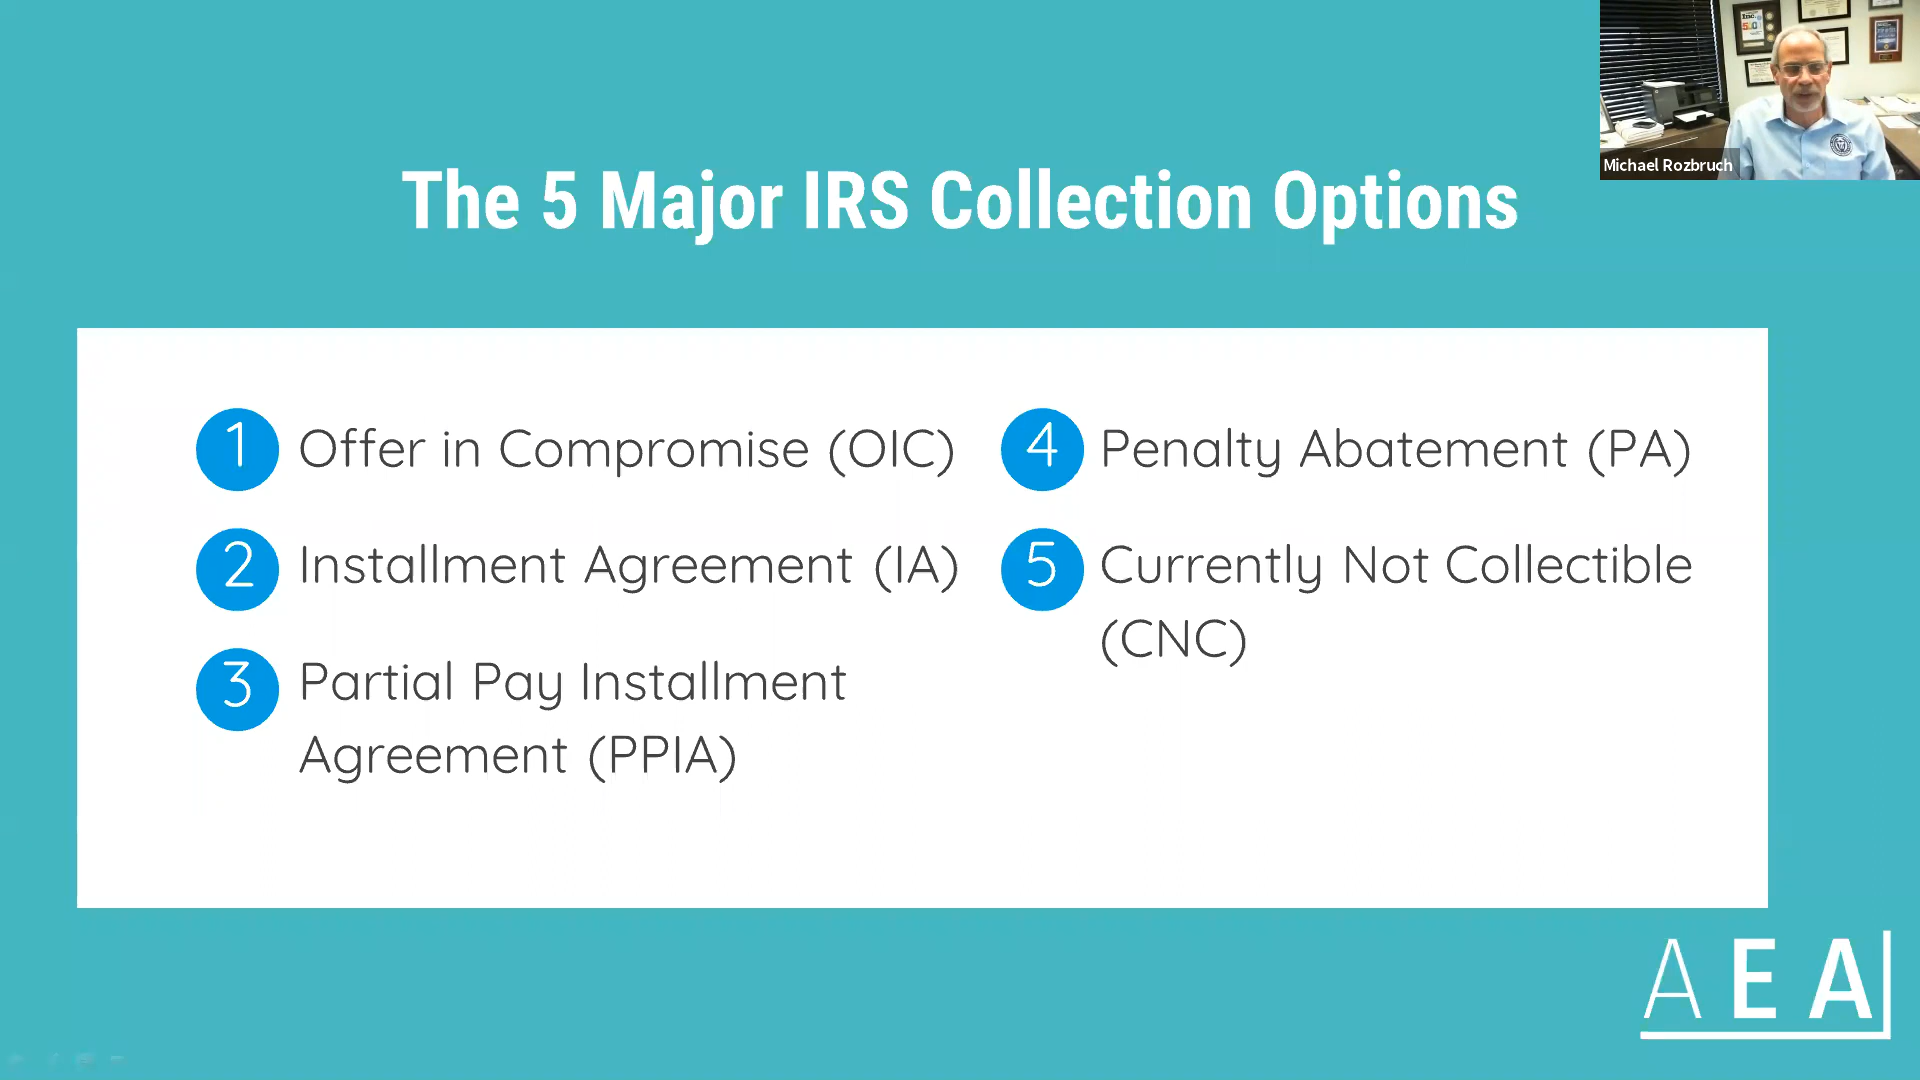 The 5 Major IRS Collection Options
Michael Rozbruch
1 Offer in Compromise (OIC)
2 Installment Agreement (IA)
3 Partial Pay Installment
Agreement (PPIA)
4 Penalty Abatement (PA)
5 Currently Not Collectible
(CNC)
AEA
Inc.